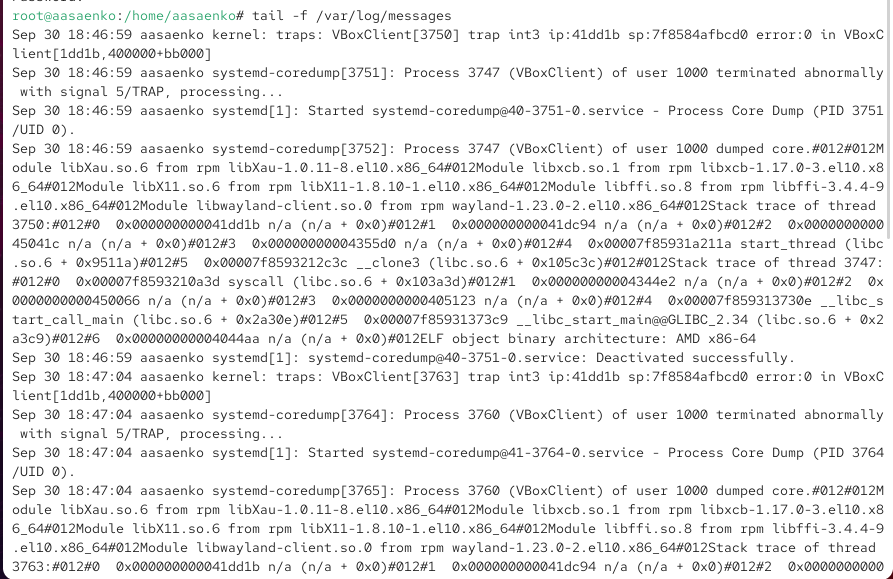 root@aasaenko:/home/aasaenko# tail -f /var/log/messages
Sep 30 18:46:59 aasaenko kernel: traps: VBoxClient[3750] trap int3 ip:41dd1b sp:7f8584afbcd0 error:0 in VBoxC
lient[1dd1b,400000+bb000]
Sep 30 18:46:59 aasaenko systemd-coredump[3751]: Process 3747 (VBoxClient) of user 1000 terminated abnormally
 with signal 5/TRAP, processing...
Sep 30 18:46:59 aasaenko systemd[1]: Started systemd-coredump@40-3751-0.service - Process Core Dump (PID 3751
/UID 0).
Sep 30 18:46:59 aasaenko systemd-coredump[3752]: Process 3747 (VBoxClient) of user 1000 dumped core.#012#012M
odule libXau.so.6 from rpm libXau-1.0.11-8.el10.x86_64#012Module libxcb.so.1 from rpm libxcb-1.17.0-3.el10.x8
6_64#012Module libX11.so.6 from rpm libX11-1.8.10-1.el10.x86_64#012Module libffi.so.8 from rpm libffi-3.4.4-9
.el10.x86_64#012Module libwayland-client.so.0 from rpm wayland-1.23.0-2.el10.x86_64#012Stack trace of thread
3750:#012#0  0x000000000041dd1b n/a (n/a + 0x0)#012#1  0x000000000041dc94 n/a (n/a + 0x0)#012#2  0x0000000000
45041c n/a (n/a + 0x0)#012#3  0x00000000004355d0 n/a (n/a + 0x0)#012#4  0x00007f85931a211a start_thread (libc
.so.6 + 0x9511a)#012#5  0x00007f8593212c3c __clone3 (libc.so.6 + 0x105c3c)#012#012Stack trace of thread 3747:
#012#0  0x00007f8593210a3d syscall (libc.so.6 + 0x103a3d)#012#1  0x00000000004344e2 n/a (n/a + 0x0)#012#2  0x
0000000000450066 n/a (n/a + 0x0)#012#3  0x0000000000405123 n/a (n/a + 0x0)#012#4  0x00007f859313730e __libc_s
tart_call_main (libc.so.6 + 0x2a30e)#012#5  0x00007f85931373c9 __libc_start_main@@GLIBC_2.34 (libc.so.6 + 0x2
a3c9)#012#6  0x00000000004044aa n/a (n/a + 0x0)#012ELF object binary architecture: AMD x86-64
Sep 30 18:46:59 aasaenko systemd[1]: systemd-coredump@40-3751-0.service: Deactivated successfully.
Sep 30 18:47:04 aasaenko kernel: traps: VBoxClient[3763] trap int3 ip:41dd1b sp:7f8584afbcd0 error:0 in VBoxC
lient[1dd1b,400000+bb000]
Sep 30 18:47:04 aasaenko systemd-coredump[3764]: Process 3760 (VBoxClient) of user 1000 terminated abnormally
 with signal 5/TRAP, processing...
Sep 30 18:47:04 aasaenko systemd[1]: Started systemd-coredump@41-3764-0.service - Process Core Dump (PID 3764
/UID 0).
Sep 30 18:47:04 aasaenko systemd-coredump[3765]: Process 3760 (VBoxClient) of user 1000 dumped core.#012#012M
odule libXau.so.6 from rpm libXau-1.0.11-8.el10.x86_64#012Module libxcb.so.1 from rpm libxcb-1.17.0-3.el10.x8
6_64#012Module libX11.so.6 from rpm libX11-1.8.10-1.el10.x86_64#012Module libffi.so.8 from rpm libffi-3.4.4-9
.el10.x86_64#012Module libwayland-client.so.0 from rpm wayland-1.23.0-2.el10.x86_64#012Stack trace of thread
3763:#012#0  0x000000000041dd1b n/a (n/a + 0x0)#012#1  0x000000000041dc94 n/a (n/a + 0x0)#012#2  0x0000000000